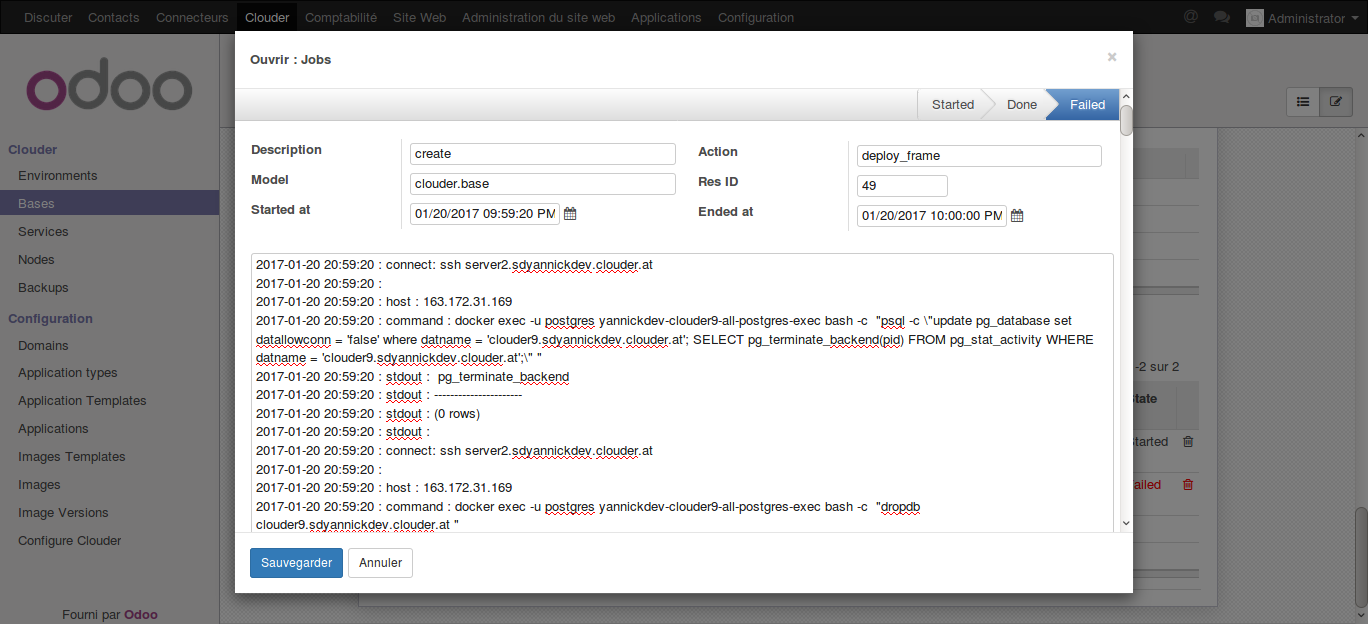 Discuter Contacts Connecteurs Clouder Comptabilité Site Web Administration du site web Applications Configuration @ Administrator
odoo
Clouder
Environments
Bases
Services
Nodes
Backups
Configuration
Domains
Application types
Application Templates
Applications
Images Templates
Images
Image Versions
Configure Clouder
Fourni par Odoo
Ouvrir : Jobs ×
Started Done Failed
Description create Action deploy_frame
Model clouder.base Res ID 49
Started at 01/20/2017 09:59:20 PM Ended at 01/20/2017 10:00:00 PM
2017-01-20 20:59:20 : connect: ssh server2.sdyannickdev.clouder.at
2017-01-20 20:59:20 :
2017-01-20 20:59:20 : host : 163.172.31.169
2017-01-20 20:59:20 : command : docker exec -u postgres yannickdev-clouder9-all-postgres-exec bash -c "psql -c \"update pg_database set
datallowconn = 'false' where datname = 'clouder9.sdyannickdev.clouder.at'; SELECT pg_terminate_backend(pid) FROM pg_stat_activity WHERE
datname = 'clouder9.sdyannickdev.clouder.at';\" "
2017-01-20 20:59:20 : stdout : pg_terminate_backend
2017-01-20 20:59:20 : stdout : ----------------------
2017-01-20 20:59:20 : stdout : (0 rows)
2017-01-20 20:59:20 : stdout :
2017-01-20 20:59:20 : connect: ssh server2.sdyannickdev.clouder.at
2017-01-20 20:59:20 :
2017-01-20 20:59:20 : host : 163.172.31.169
2017-01-20 20:59:20 : command : docker exec -u postgres yannickdev-clouder9-all-postgres-exec bash -c "dropdb
clouder9.sdyannickdev.clouder.at "
Sauvegarder Annuler
-2 sur 2
tate
tarted
ailed